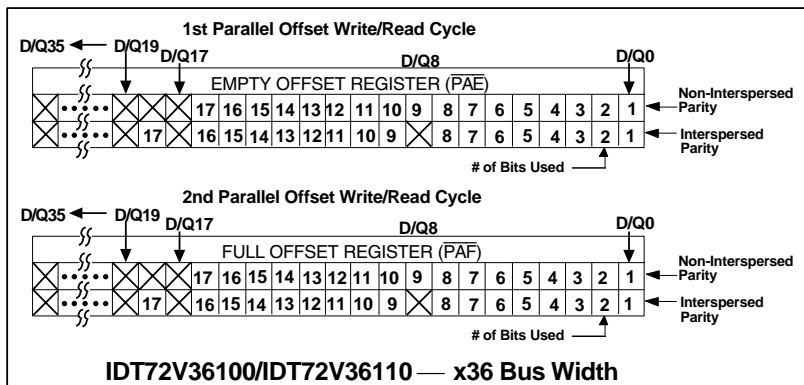 1st Parallel Offset Write/Read Cycle
D/Q35 D/Q19 D/Q17 D/Q8 D/Q0
EMPTY OFFSET REGISTER (PAE)
17 16 15 14 13 12 11 10 9 8 7 6 5 4 3 2 1 Non-Interspersed Parity
17 16 15 14 13 12 11 10 9 8 7 6 5 4 3 2 1 Interspersed Parity
# of Bits Used
2nd Parallel Offset Write/Read Cycle
D/Q35 D/Q19 D/Q17 D/Q8 D/Q0
FULL OFFSET REGISTER (PAF)
17 16 15 14 13 12 11 10 9 8 7 6 5 4 3 2 1 Non-Interspersed Parity
17 16 15 14 13 12 11 10 9 8 7 6 5 4 3 2 1 Interspersed Parity
# of Bits Used
IDT72V36100/IDT72V36110 — x36 Bus Width